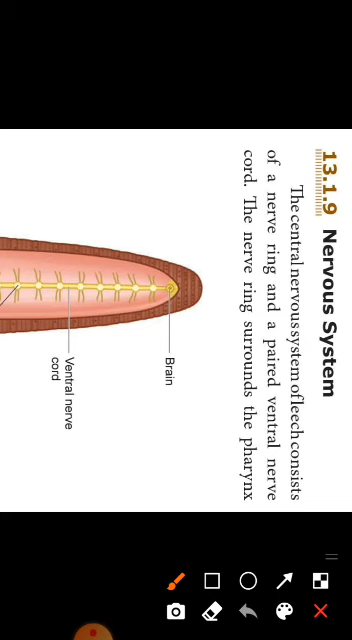 13.1.9 Nervous System
The central nervous system of leech consists
of a nerve ring and a paired ventral nerve
cord. The nerve ring surrounds the pharynx
Brain
Ventral nerve
cord